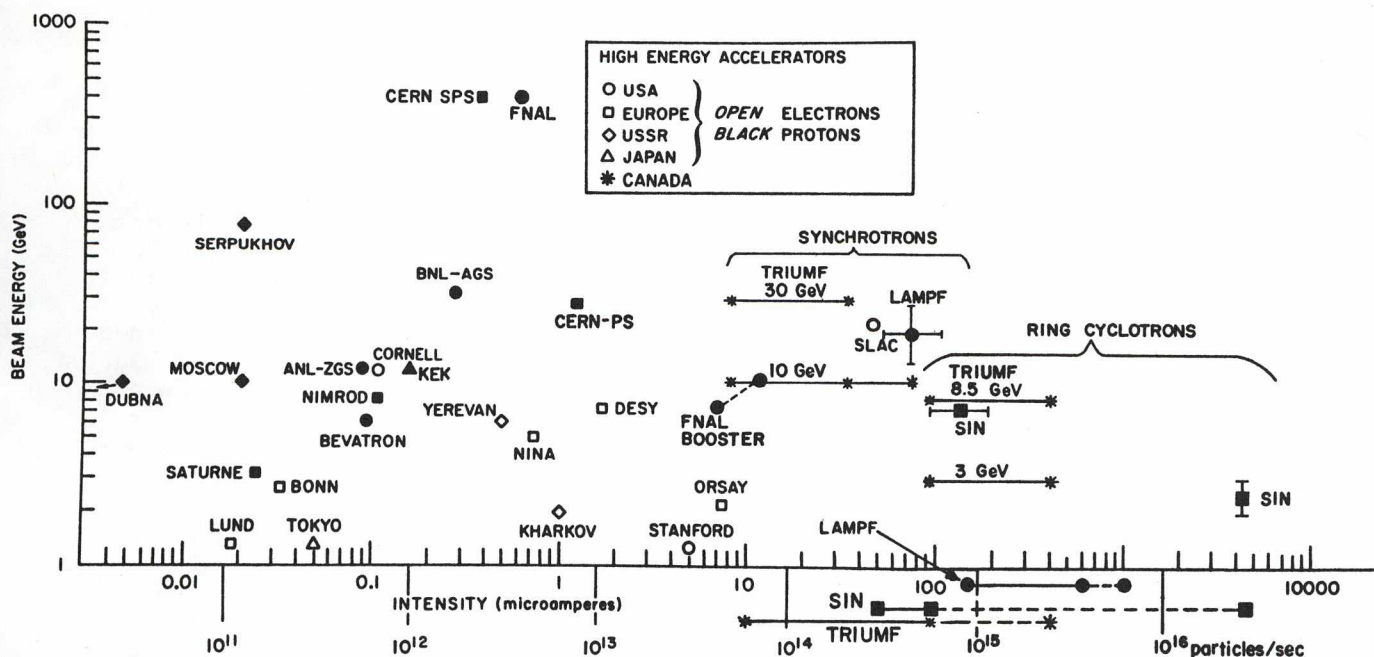 1000
HIGH ENERGY ACCELERATORS
USA
EUROPE
USSR
JAPAN
OPEN ELECTRONS
BLACK PROTONS
CANADA
CERN SPS
FNAL
100
BEAM ENERGY (GeV)
SERPUKHOV
SYNCHROTRONS
BNL-AGS
TRIUMF
30 GeV
LAMPF
CERN-PS
SLAC
RING CYCLOTRONS
MOSCOW
ANL-ZGS
CORNELL
KEK
10 GeV
TRIUMF
8.5 GeV
10
DUBNA
NIMROD
YEREVAN
DESY
FNAL
BOOSTER
SIN
BEVATRON
NINA
SATURNE
BONN
ORSAY
3 GeV
SIN
LUND
TOKYO
KHARKOV
STANFORD
LAMPF
1
0.01
0.1
1
10
100
10000
INTENSITY (microamperes)
SIN
TRIUMF
10¹¹
10¹²
10¹³
10¹⁴
10¹⁵
10¹⁶ particles/sec